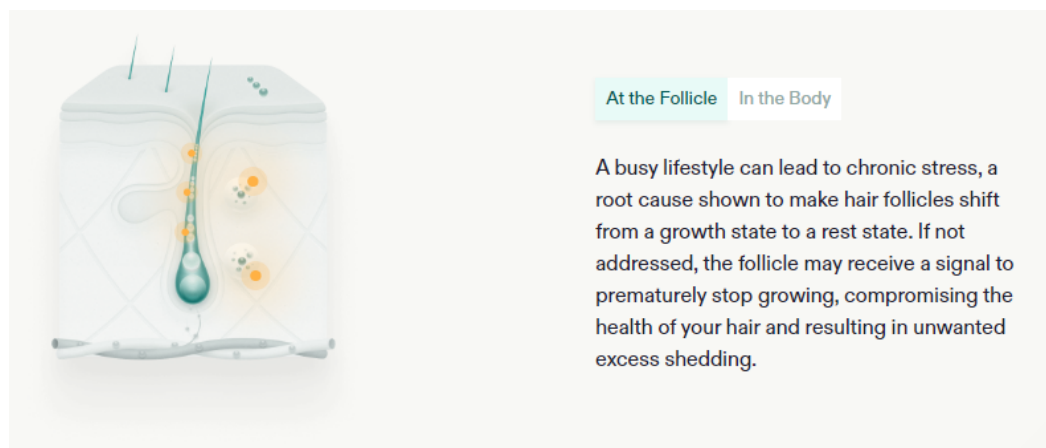 At the Follicle
In the Body
A busy lifestyle can lead to chronic stress, a
root cause shown to make hair follicles shift
from a growth state to a rest state. If not
addressed, the follicle may receive a signal to
prematurely stop growing, compromising the
health of your hair and resulting in unwanted
excess shedding.